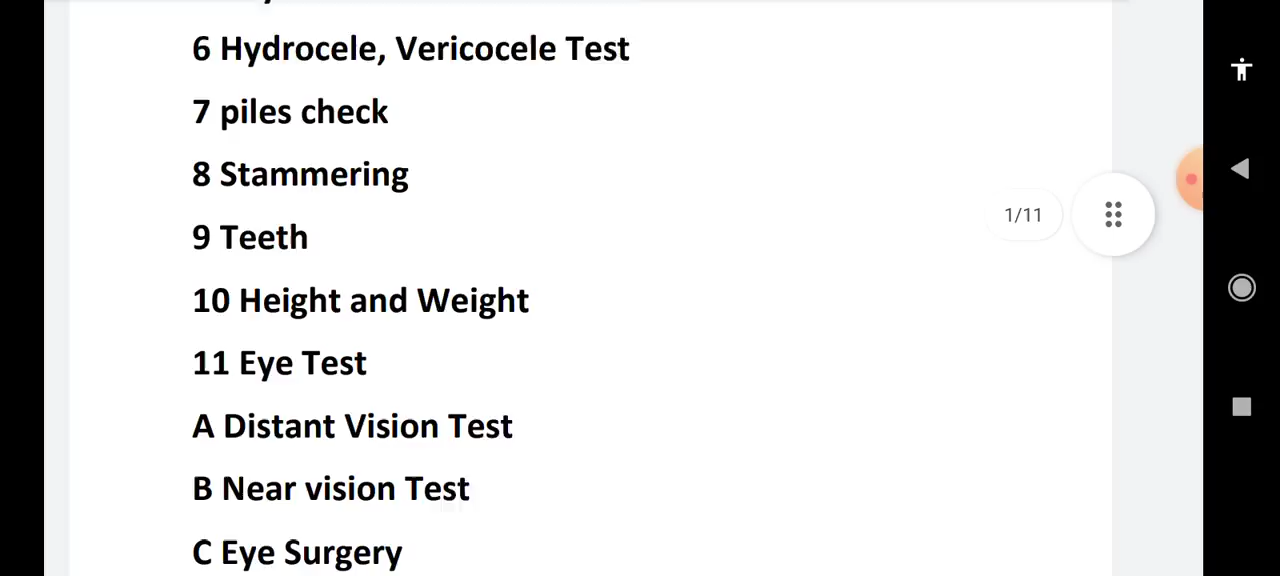 6 Hydrocele, Vericocele Test
7 piles check
8 Stammering
9 Teeth
1/11
10 Height and Weight
11 Eye Test
A Distant Vision Test
B Near vision Test
C Eye Surgery